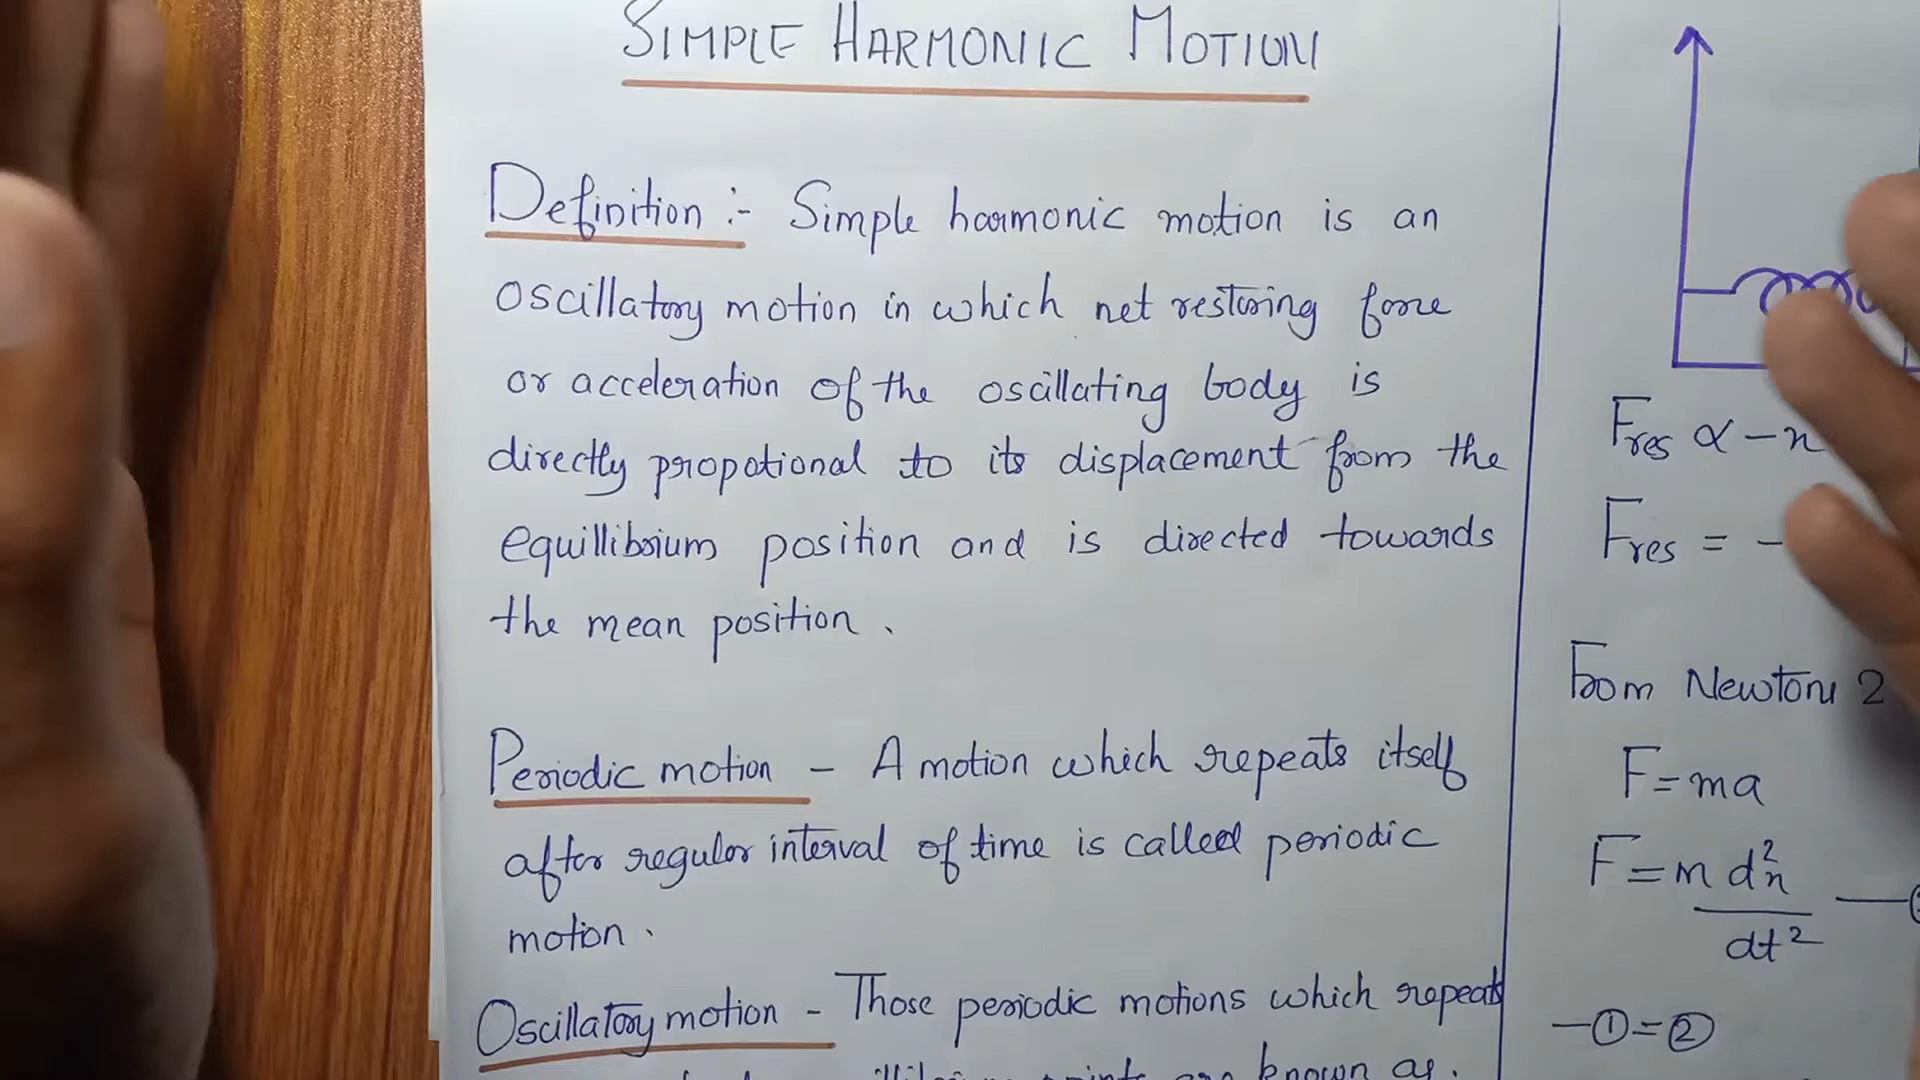 SIMPLE HARMONIC MOTION
Definition :- Simple harmonic motion is an
oscillatory motion in which net restoring force
or acceleration of the oscillating body is
directly propotional to its displacement from the
equillibrium position and is directed towards
the mean position.
Periodic motion - A motion which repeats itself
after regular interval of time is called periodic
motion.
Oscillatory motion - Those periodic motions which repeat
known as.
Fres ∝ -x
Fres = -
From Newtons 2
F=ma
F=m d²x
dt²
-①=②